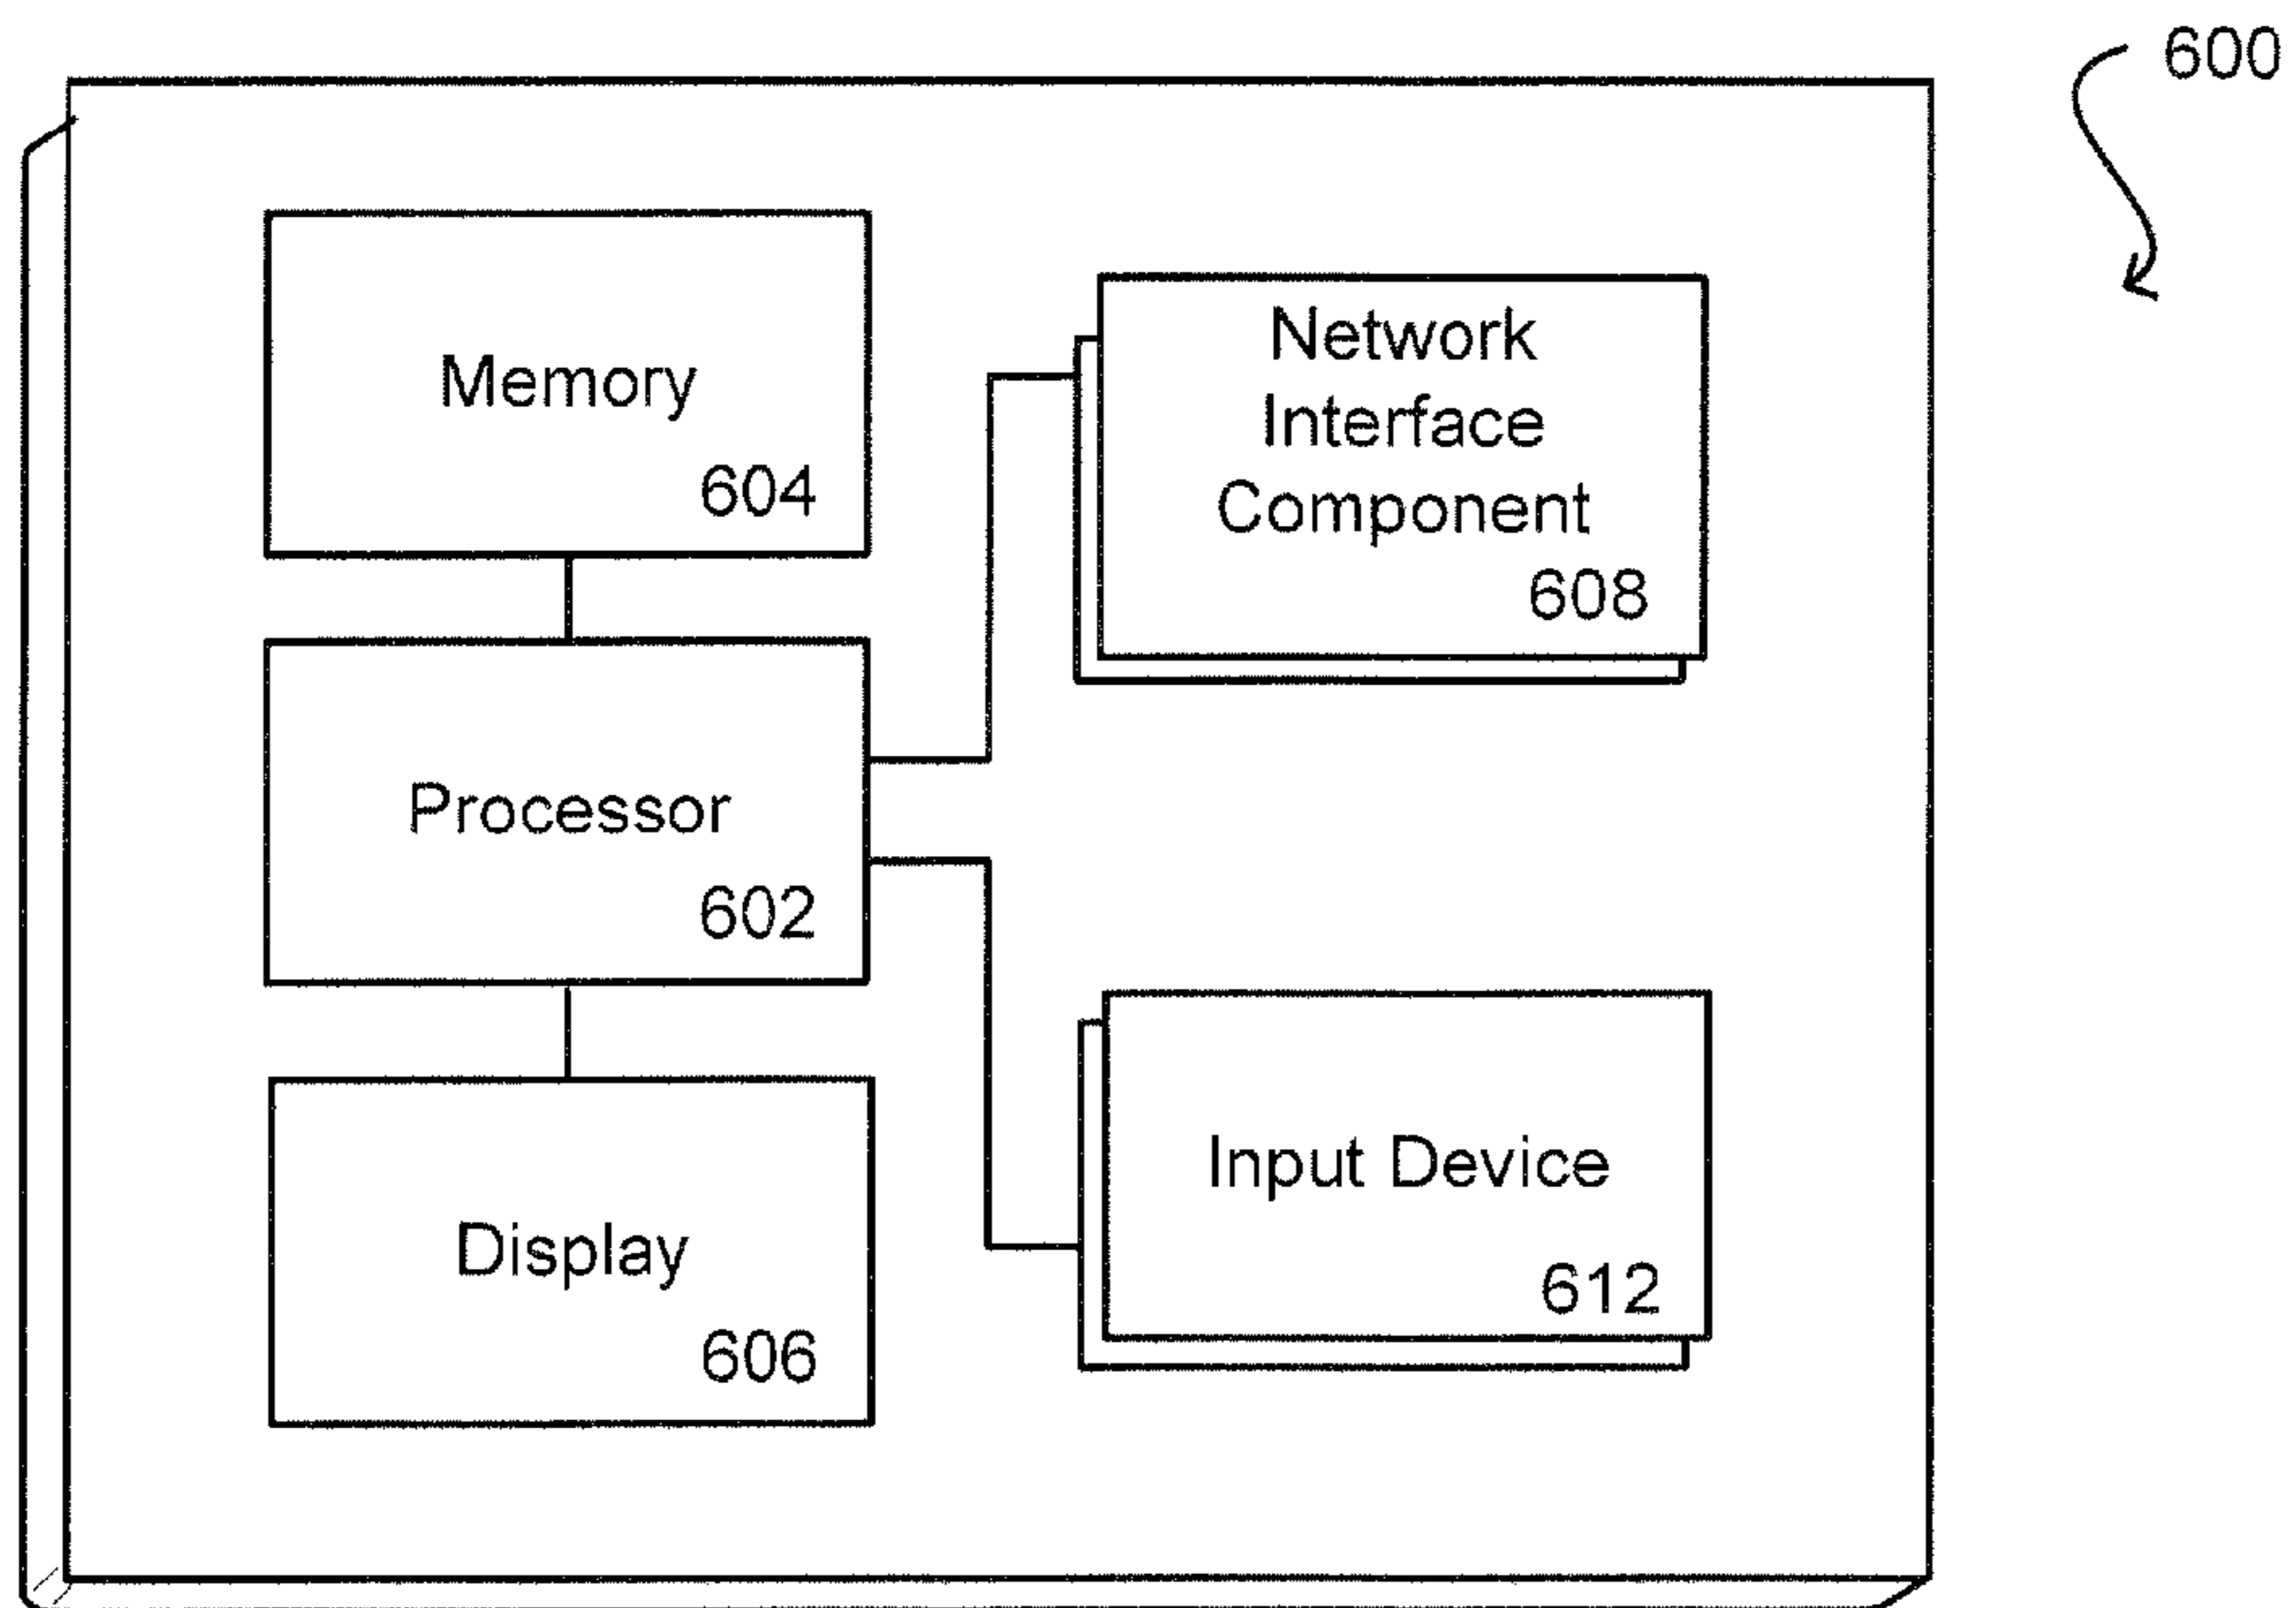 600
Memory
604
Network
Interface
Component
608
Processor
602
Input Device
612
Display
606